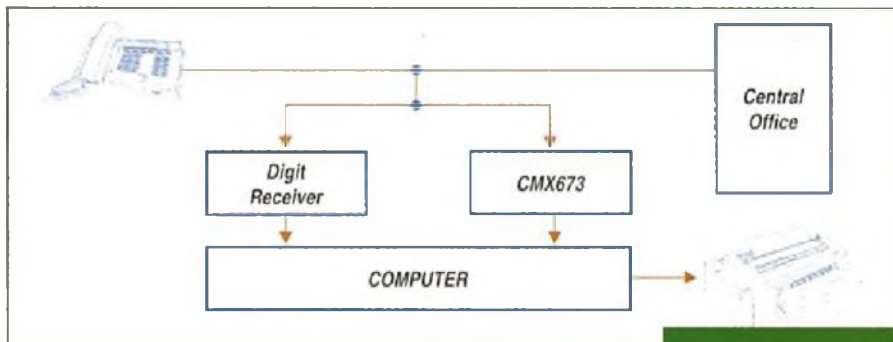 Central
Office
Digit
Receiver
CMX673
COMPUTER